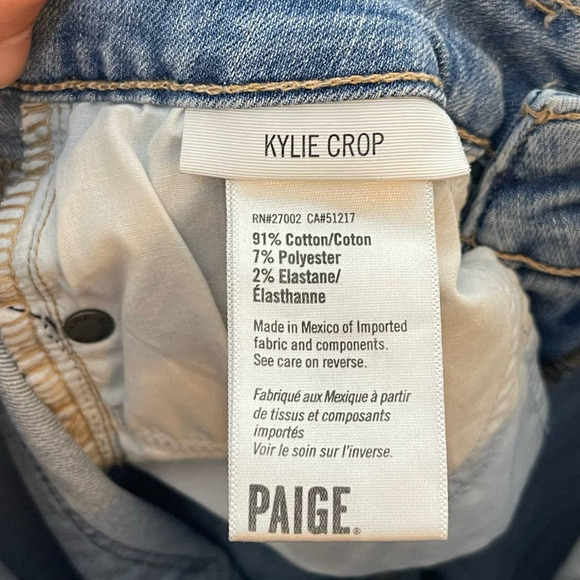 KYLIE CROP
RN#27002 CA#51217
91% Cotton/Coton
7% Polyester
2% Elastane/
Élasthanne
Made in Mexico of Imported
fabric and components.
See care on reverse.
Fabriqué aux Mexique à partir
de tissus et composants
importés
Voir le soin sur l'inverse.
PAIGE®